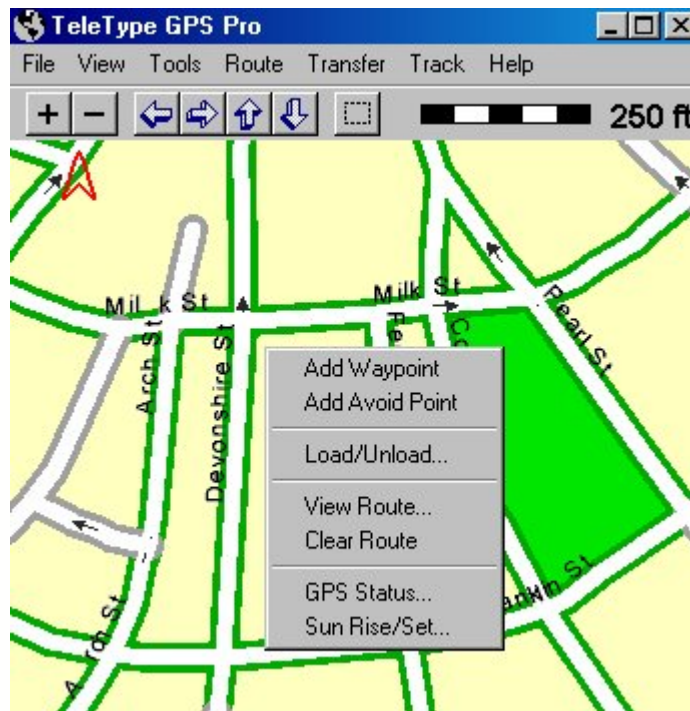 TeleType GPS Pro
File View Tools Route Transfer Track Help
250 ft
Milk St
Milk St
Pearl St
Arch St
Devonshire St
Add Waypoint
Add Avoid Point
Load/Unload...
View Route...
Clear Route
GPS Status...
Sun Rise/Set...
Arch St